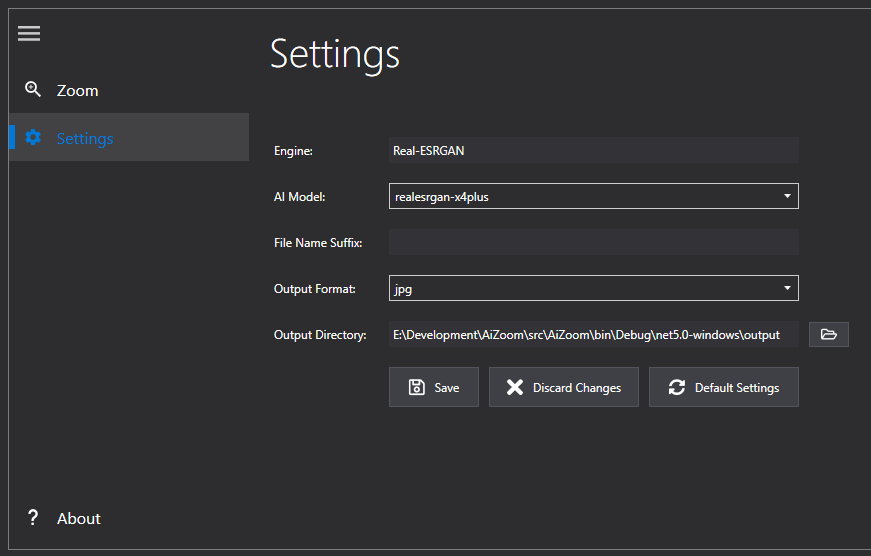 Settings
Zoom
Settings
Engine: Real-ESRGAN
AI Model: realesrgan-x4plus
File Name Suffix:
Output Format: jpg
Output Directory: E:\Development\AiZoom\src\AiZoom\bin\Debug\net5.0-windows\output
Save Discard Changes Default Settings
? About